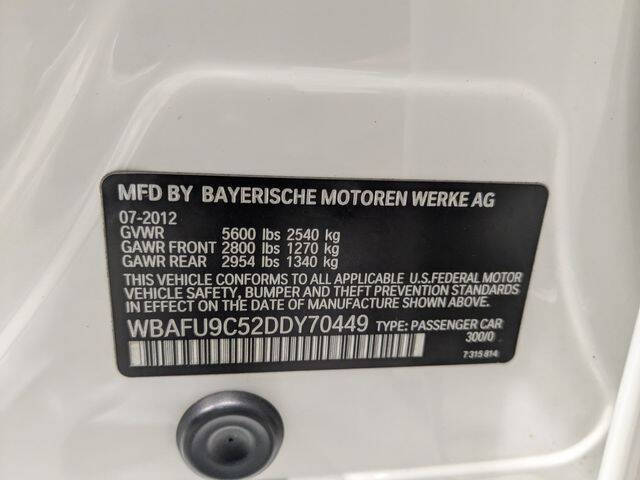 MFD BY BAYERISCHE MOTOREN WERKE AG
07-2012
GVWR 5600 lbs 2540 kg
GAWR FRONT 2800 lbs 1270 kg
GAWR REAR 2954 lbs 1340 kg
THIS VEHICLE CONFORMS TO ALL APPLICABLE U.S.FEDERAL MOTOR
VEHICLE SAFETY, BUMPER AND THEFT PREVENTION STANDARDS
IN EFFECT ON THE DATE OF MANUFACTURE SHOWN ABOVE.
WBAFU9C52DDY70449 TYPE: PASSENGER CAR
300/0
7 315 814